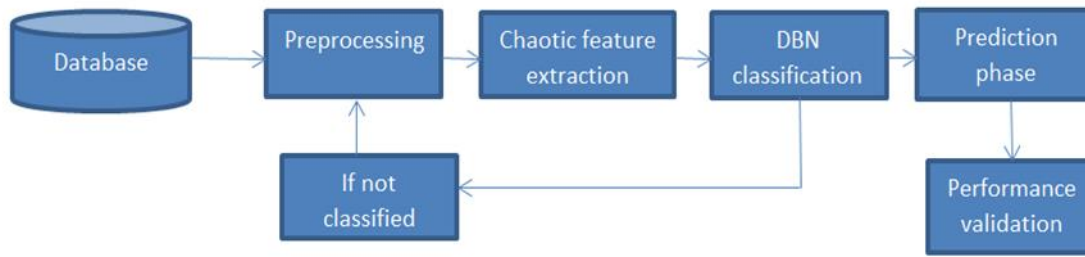 Database
Preprocessing
Chaotic feature
extraction
DBN
classification
Prediction
phase
If not
classified
Performance
validation